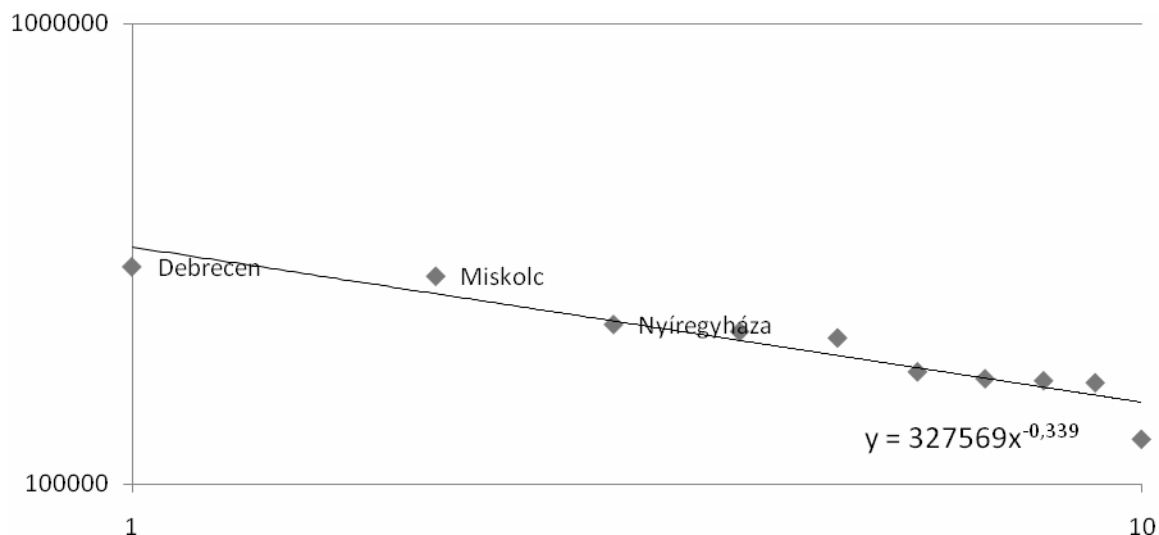 1000000
Debrecen
Miskolc
Nyíregyháza
y = 327569x⁻⁰,³³⁹
100000
1
10